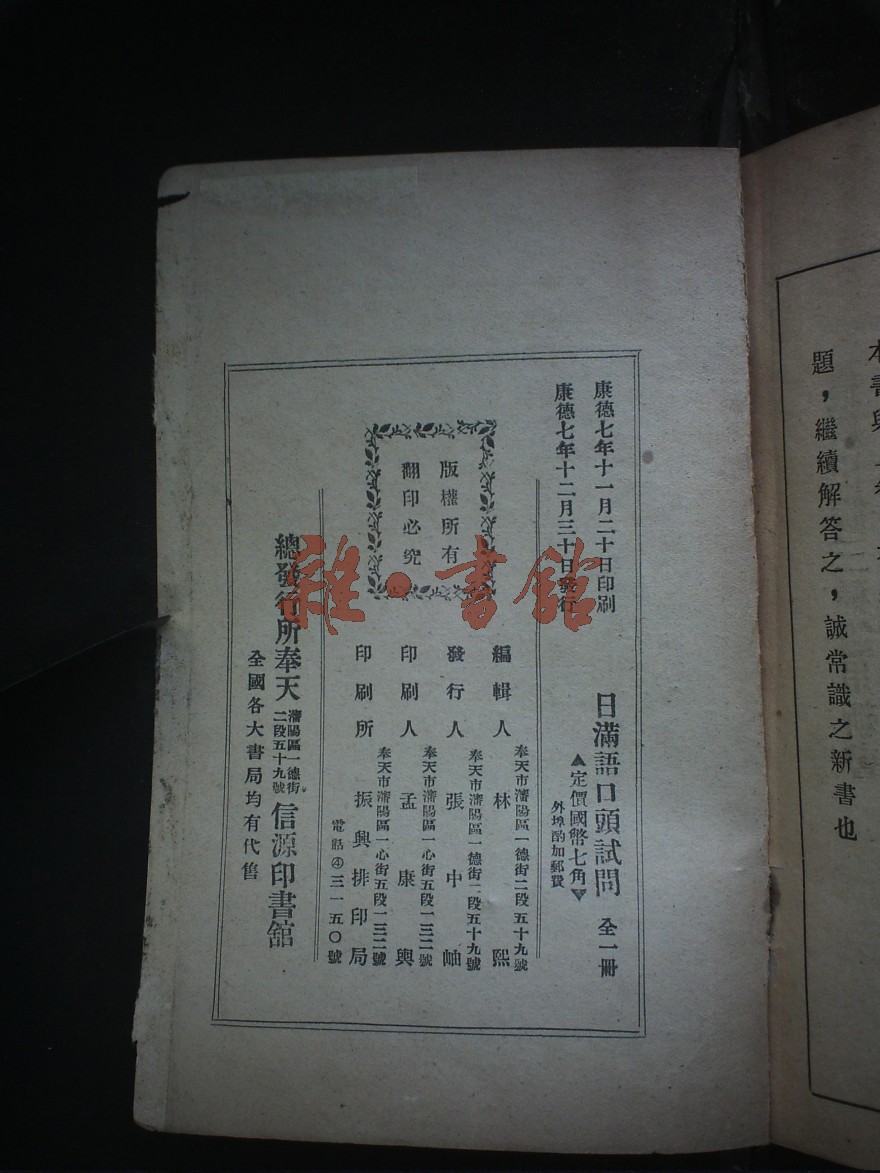 題，繼續解答之，誠常識之新書也
康德七年十一月二十日印刷
康德七年十二月三十日發行
日滿語口頭試問 全一冊
▲定價國幣七角▼
外埠酌加郵費
版權所有
翻印必究
奉天市瀋陽區一德街二段五十九號
編輯人 林熙
奉天市瀋陽區一德街二段五十九號
發行人 張中岫
奉天市瀋陽區一心街五段一三二號
印刷人 孟康興
奉天市瀋陽區一心街五段一三二號
印刷所 振興排印局
電話④三一五〇號
總發行所奉天 瀋陽區一德街二段五十九號 信源印書館
全國各大書局均有代售
雜·書館